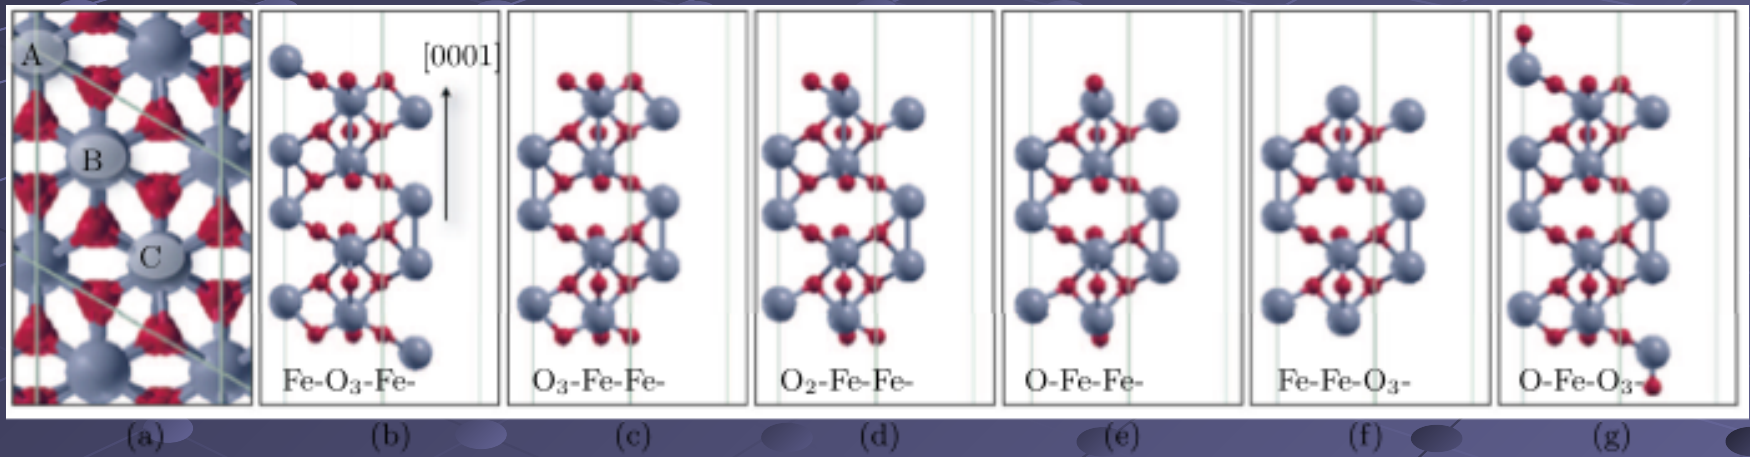 A
B
C
[0001]
Fe-O₃-Fe-
O₃-Fe-Fe-
O₂-Fe-Fe-
O-Fe-Fe-
Fe-Fe-O₃-
O-Fe-O₃-
(a)
(b)
(c)
(d)
(e)
(f)
(g)